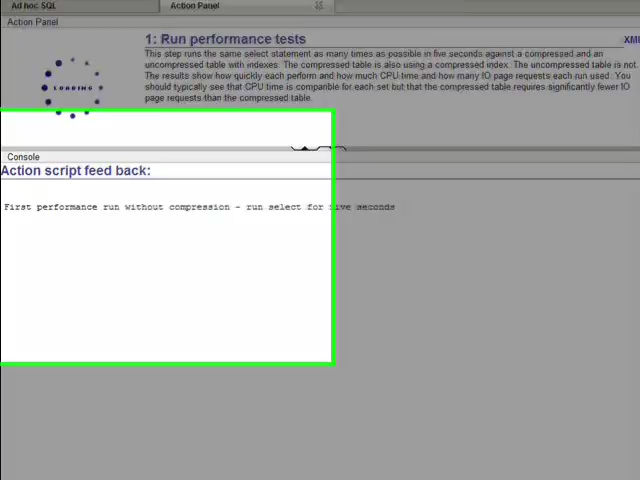 Ad hoc SQL
Action Panel
Action Panel
1: Run performance tests
XML
This step runs the same select statement as many times as possible in five seconds against a compressed and an
uncompressed table with indexes. The compressed table is also using a compressed index. The uncompressed table is not.
The results show how quickly each perform and how much CPU time and how many IO page requests each run used. You
should typically see that CPU time is comparible for each set but that the compressed table requires significantly fewer IO
page requests than the compressed table.
LOADING
Console
Action script feed back:
First performance run without compression - run select for five seconds